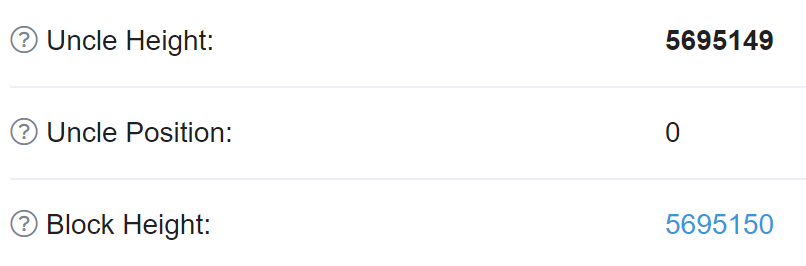 Uncle Height: 5695149
Uncle Position: 0
Block Height: 5695150